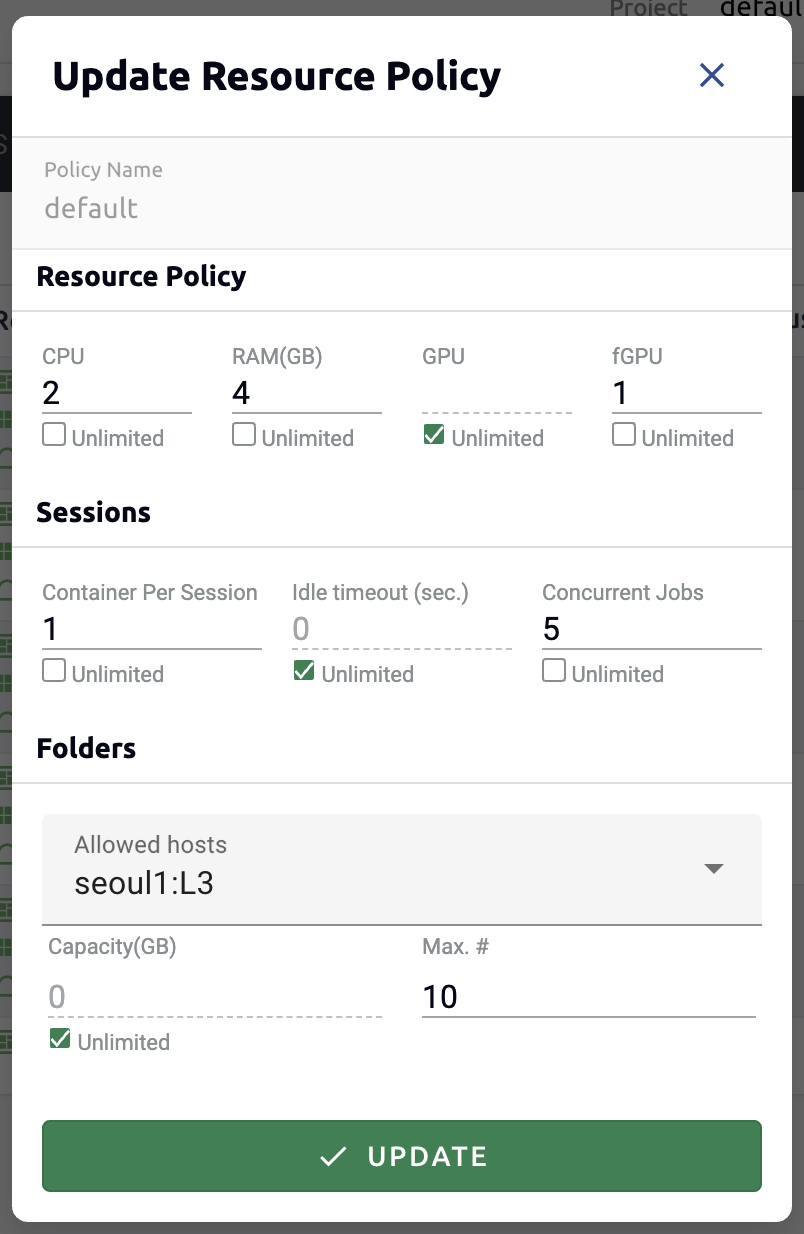 Project defaul
Update Resource Policy
Policy Name
default
Resource Policy
CPU RAM(GB) GPU fGPU
2 4 1
Unlimited Unlimited Unlimited Unlimited
Sessions
Container Per Session Idle timeout (sec.) Concurrent Jobs
1 0 5
Unlimited Unlimited Unlimited
Folders
Allowed hosts
seoul1:L3
Capacity(GB) Max. #
0 10
Unlimited
UPDATE